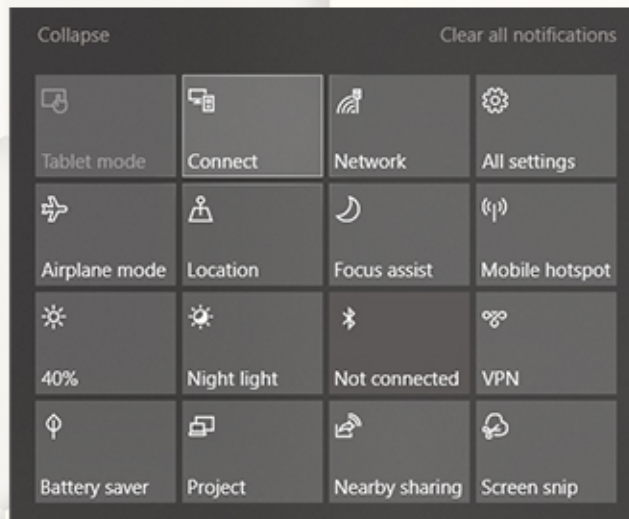 Collapse Clear all notifications
Tablet mode Connect Network All settings
Airplane mode Location Focus assist Mobile hotspot
40% Night light Not connected VPN
Battery saver Project Nearby sharing Screen snip